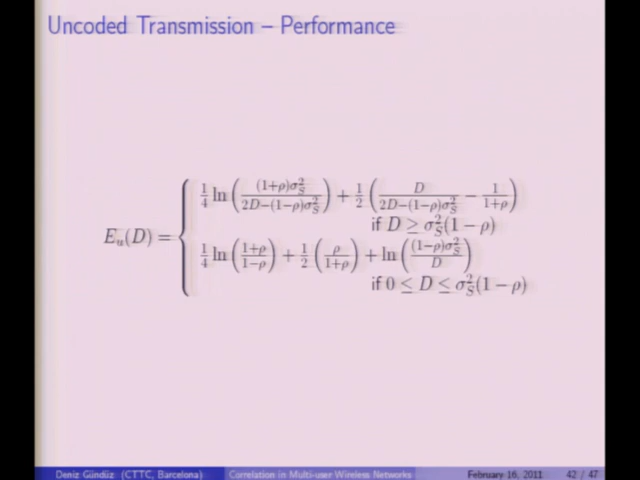 Uncoded Transmission – Performance
E_u(D) = { 1/4 ln( (1+ρ)σ_S^2 / 2D−(1−ρ)σ_S^2 ) + 1/2 ( D / 2D−(1−ρ)σ_S^2 − 1 / 1+ρ )
if D ≥ σ_S^2(1 − ρ)
1/4 ln( 1+ρ / 1−ρ ) + 1/2 ( ρ / 1+ρ ) + ln( (1−ρ)σ_S^2 / D )
if 0 ≤ D ≤ σ_S^2(1 − ρ)
Deniz Gündüz (CTTC, Barcelona) Correlation in Multi-user Wireless Networks February 16, 2011 42 / 47